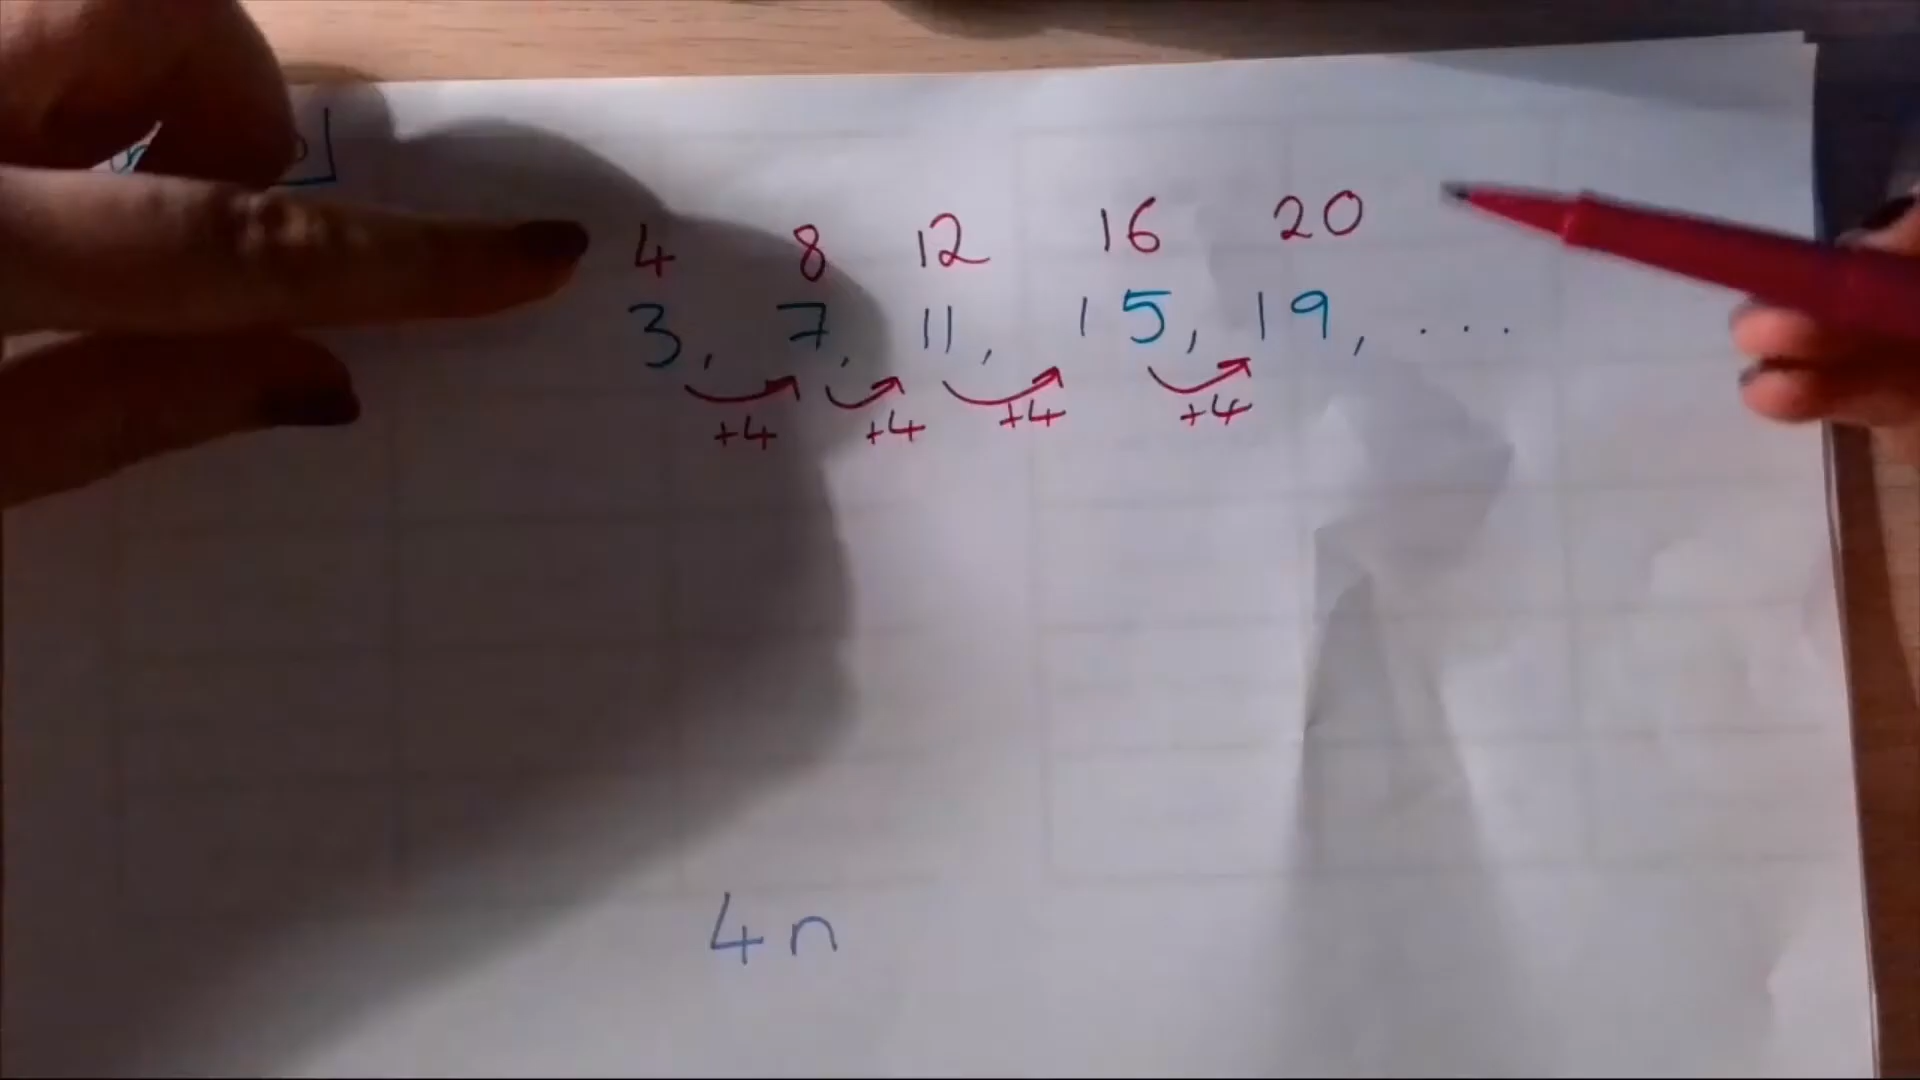 4 8 12 16 20
3, 7, 11, 15, 19, ...
+4 +4 +4 +4
4n